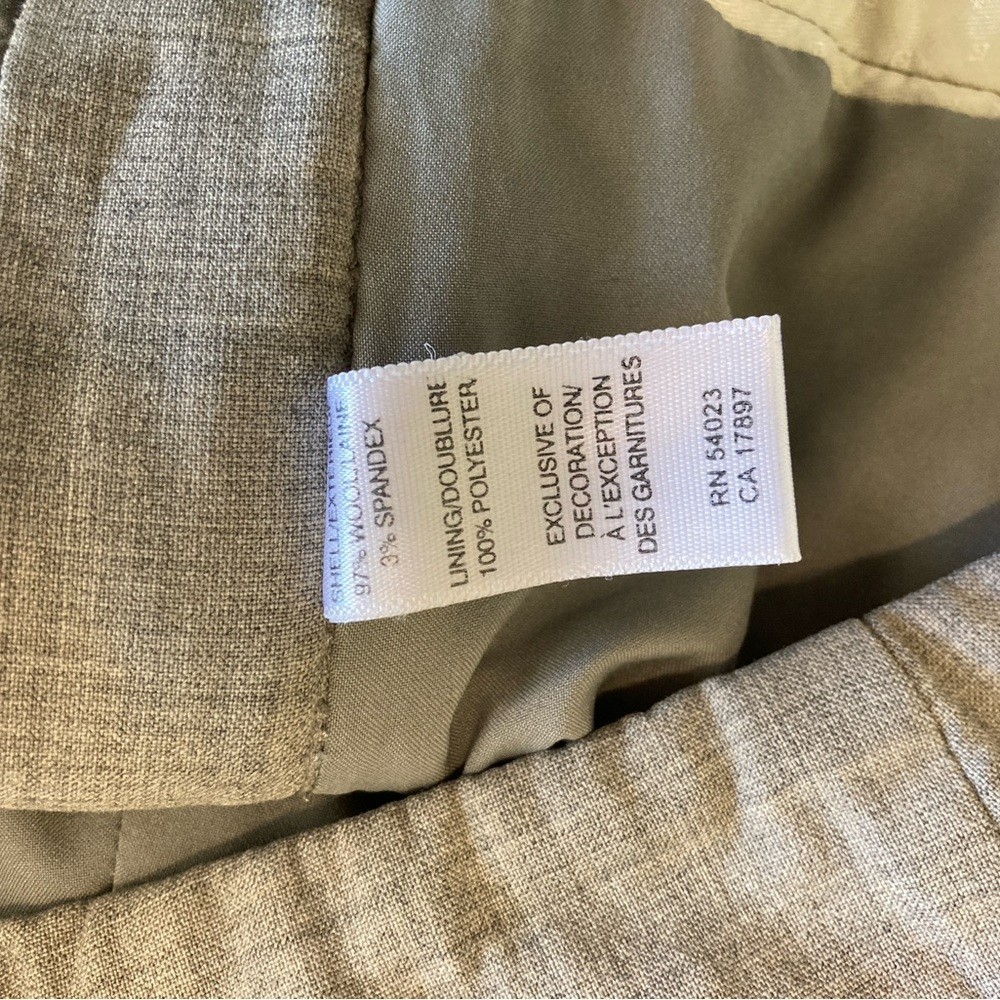 SHELL/EXTÉRIEUR
97% WOOL/LAINE
3% SPANDEX
LINING/DOUBLURE
100% POLYESTER
EXCLUSIVE OF
DECORATION/
À L'EXCEPTION
DES GARNITURES
RN 54023
CA 17897